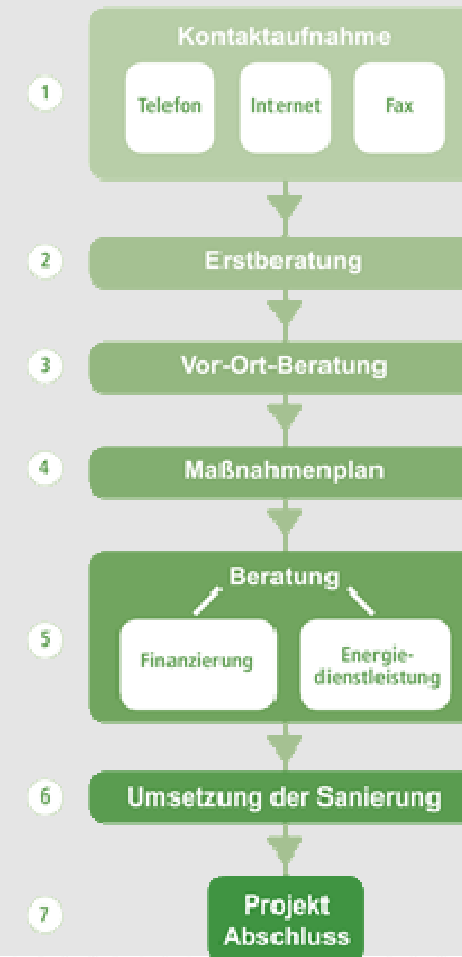 Kontaktaufnahme
1
Telefon Internet Fax
2
Erstberatung
3
Vor-Ort-Beratung
4
Maßnahmenplan
Beratung
5
Finanzierung
Energie-
dienstleistung
6
Umsetzung der Sanierung
7
Projekt
Abschluss